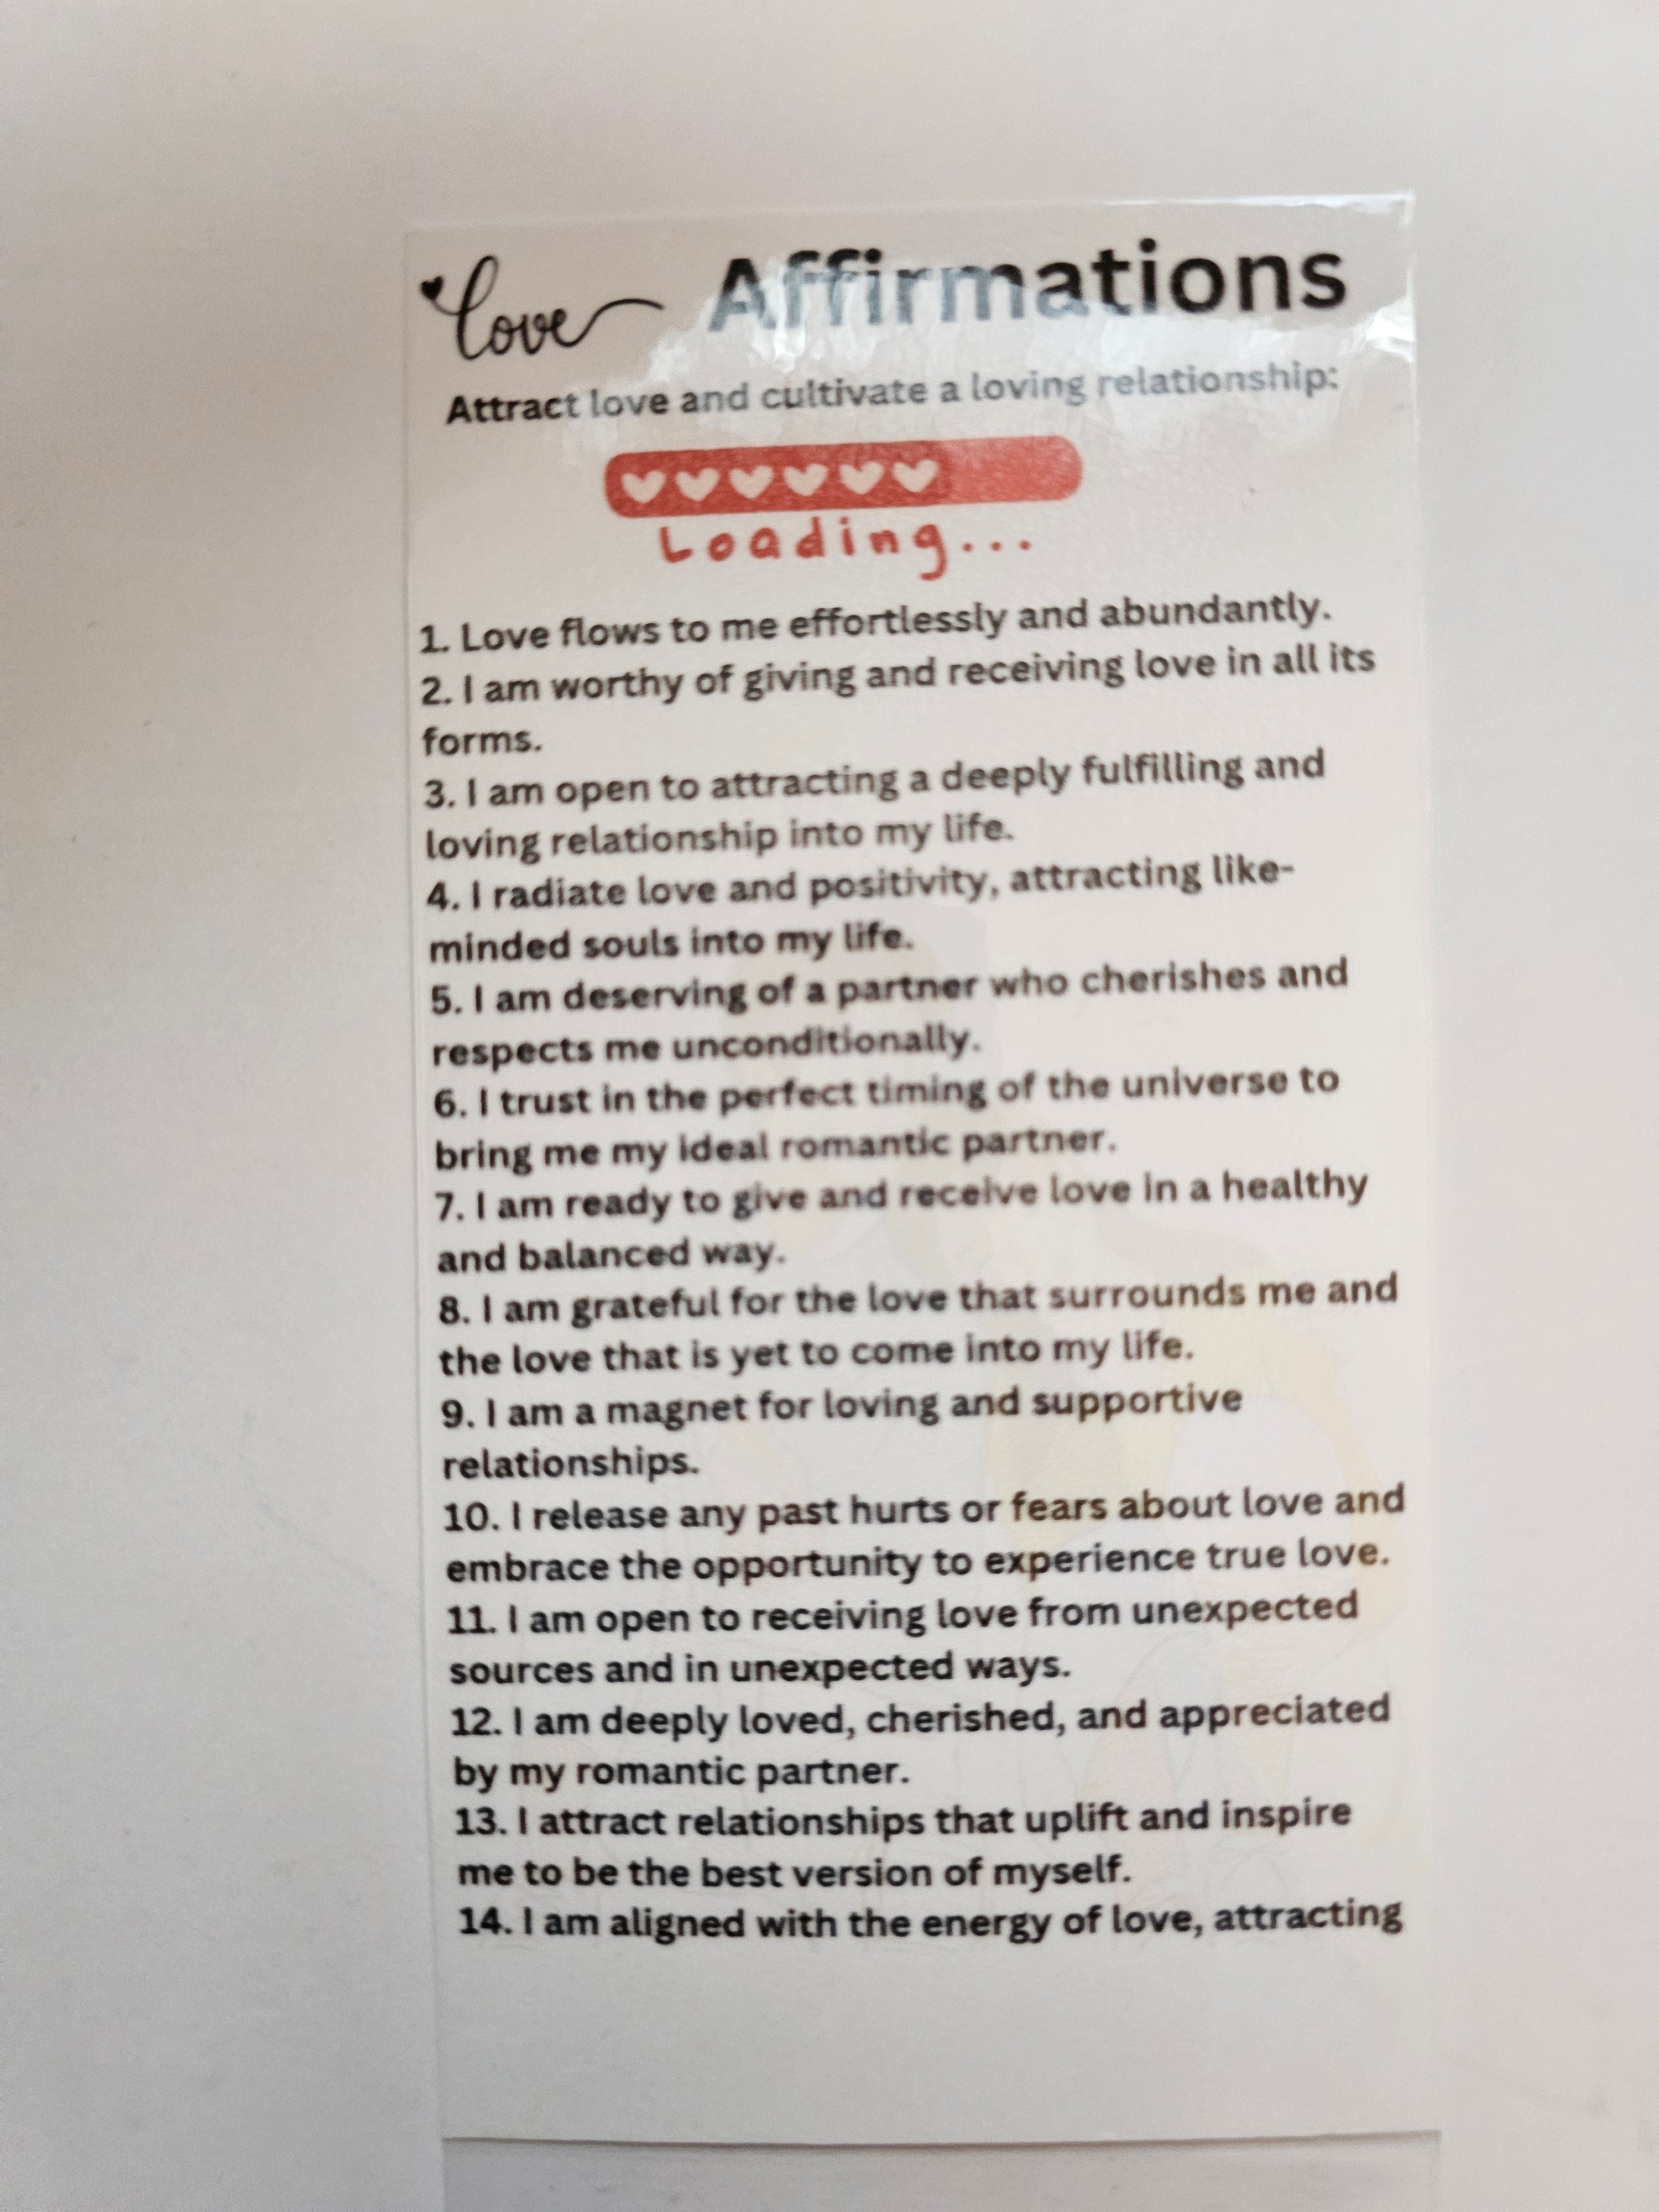 love Affirmations
Attract love and cultivate a loving relationship:
Loading...
1. Love flows to me effortlessly and abundantly.
2. I am worthy of giving and receiving love in all its
forms.
3. I am open to attracting a deeply fulfilling and
loving relationship into my life.
4. I radiate love and positivity, attracting like-
minded souls into my life.
5. I am deserving of a partner who cherishes and
respects me unconditionally.
6. I trust in the perfect timing of the universe to
bring me my ideal romantic partner.
7. I am ready to give and receive love in a healthy
and balanced way.
8. I am grateful for the love that surrounds me and
the love that is yet to come into my life.
9. I am a magnet for loving and supportive
relationships.
10. I release any past hurts or fears about love and
embrace the opportunity to experience true love.
11. I am open to receiving love from unexpected
sources and in unexpected ways.
12. I am deeply loved, cherished, and appreciated
by my romantic partner.
13. I attract relationships that uplift and inspire
me to be the best version of myself.
14. I am aligned with the energy of love, attracting